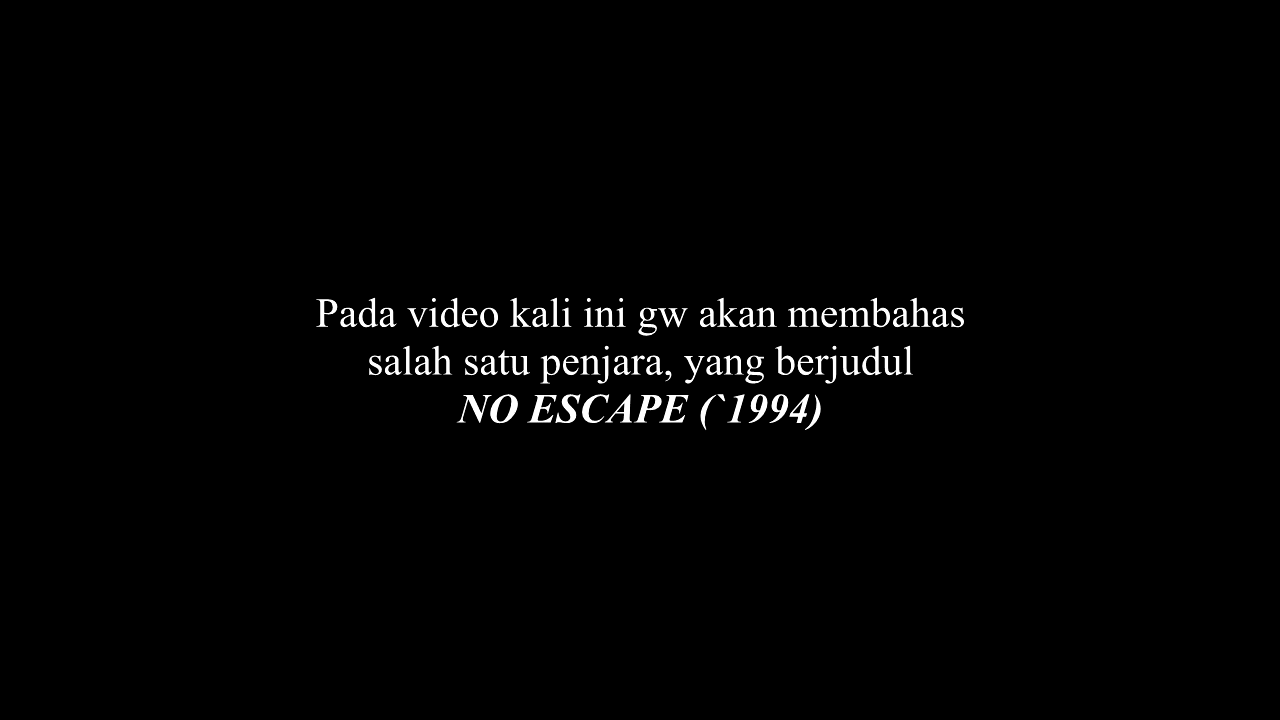 Pada video kali ini gw akan membahas
salah satu penjara, yang berjudul
NO ESCAPE (`1994)